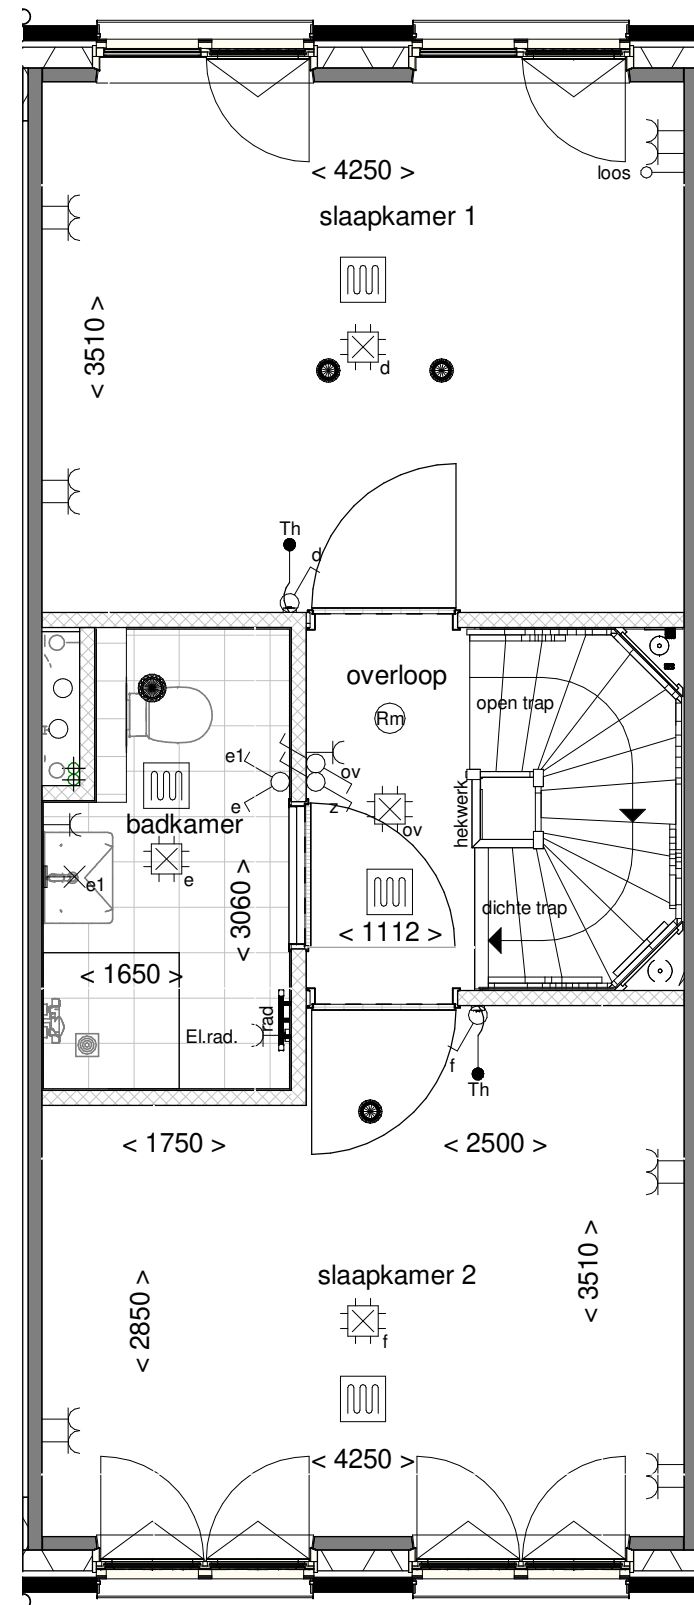 < 4250 >
loos
slaapkamer 1
< 3510 >
d
Th
d
overloop
open trap
Rm
e1
ov
e
z
hekwerk
badkamer
ov
e
e1
< 3060 >
dichte trap
< 1112 >
< 1650 >
rad
El.rad.
f
Th
< 1750 >
< 2500 >
< 3510 >
slaapkamer 2
< 2850 >
f
< 4250 >